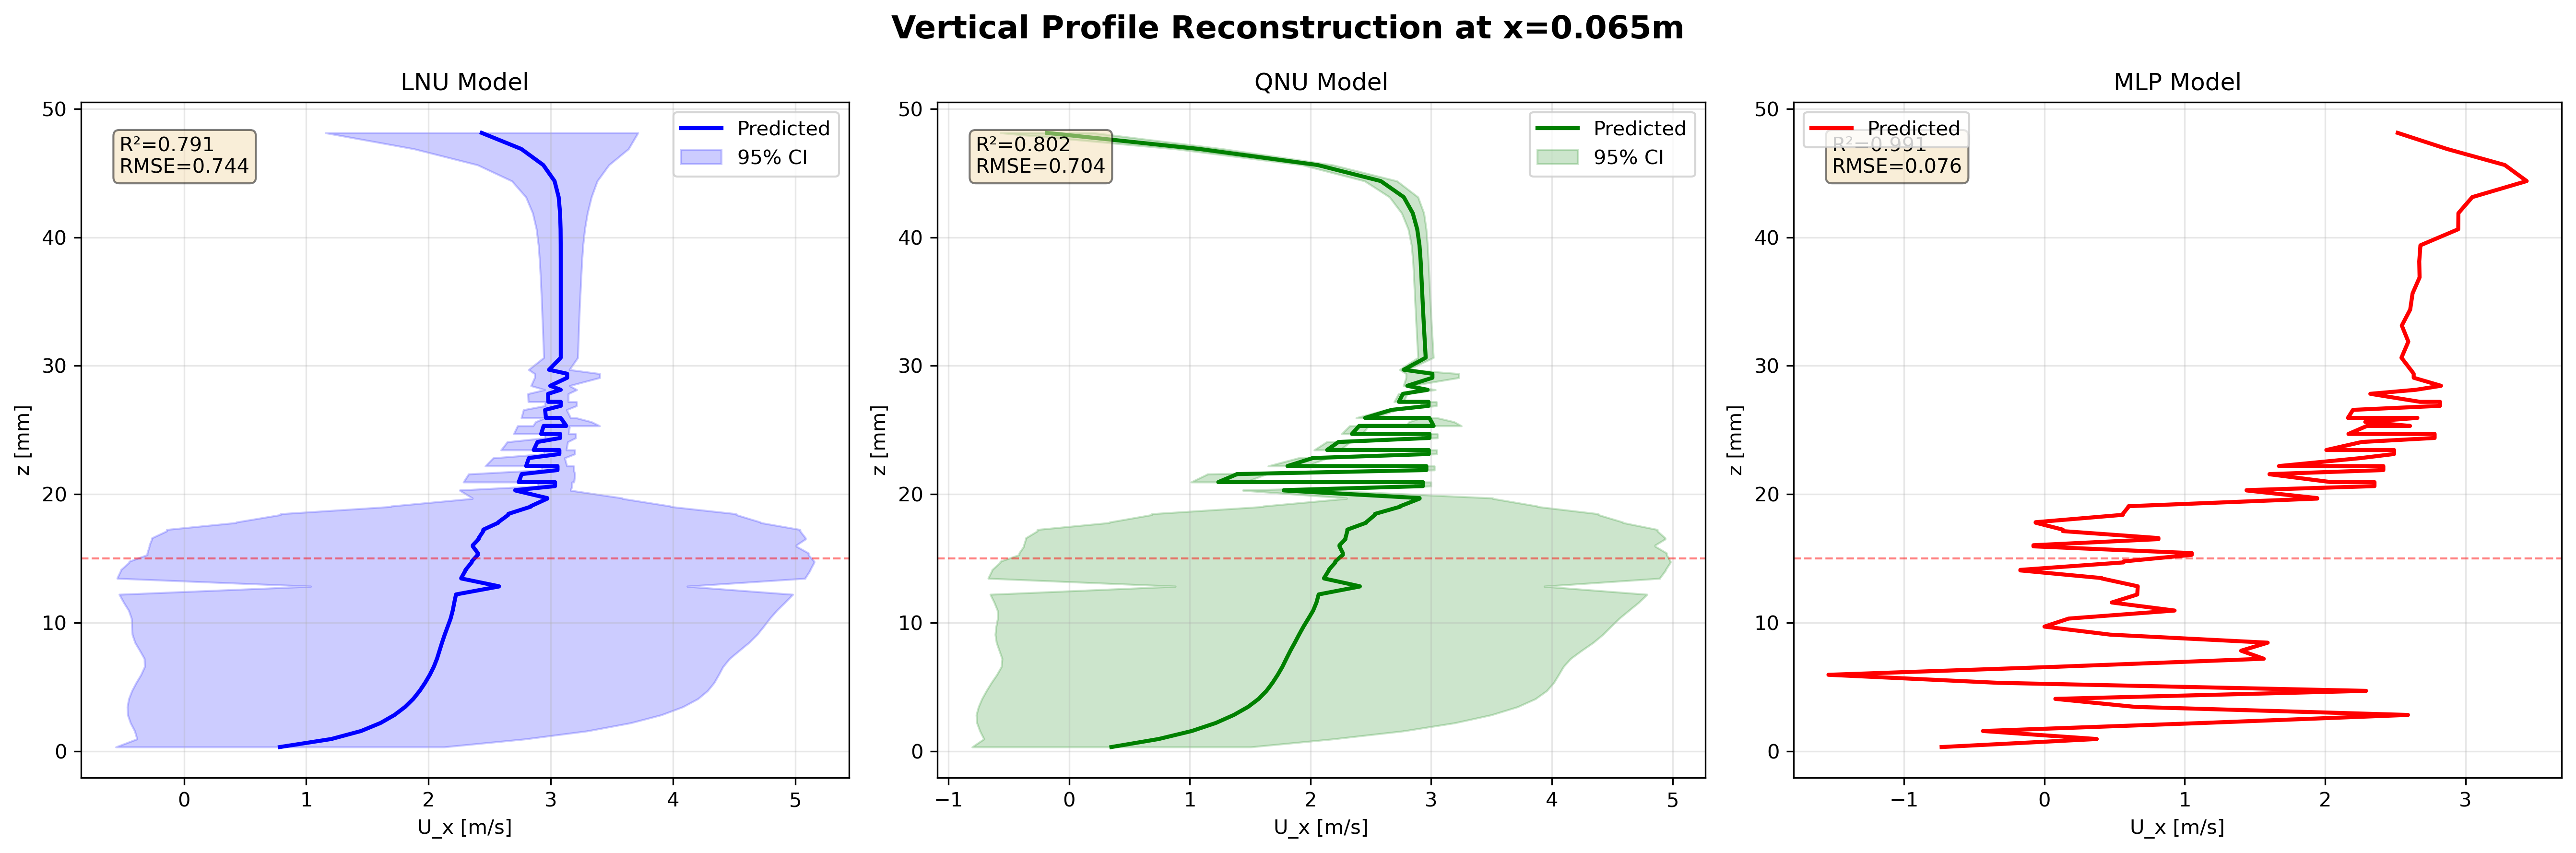 Vertical Profile Reconstruction at x=0.065m
LNU Model
50
40
30
20
10
0
z [mm]
R²=0.791
RMSE=0.744
Predicted
95% CI
0
1
2
3
4
5
U_x [m/s]
QNU Model
50
40
30
20
10
0
z [mm]
R²=0.802
RMSE=0.704
Predicted
95% CI
−1
0
1
2
3
4
5
U_x [m/s]
MLP Model
50
40
30
20
10
0
z [mm]
Predicted
R²=0.991
RMSE=0.076
−1
0
1
2
3
U_x [m/s]